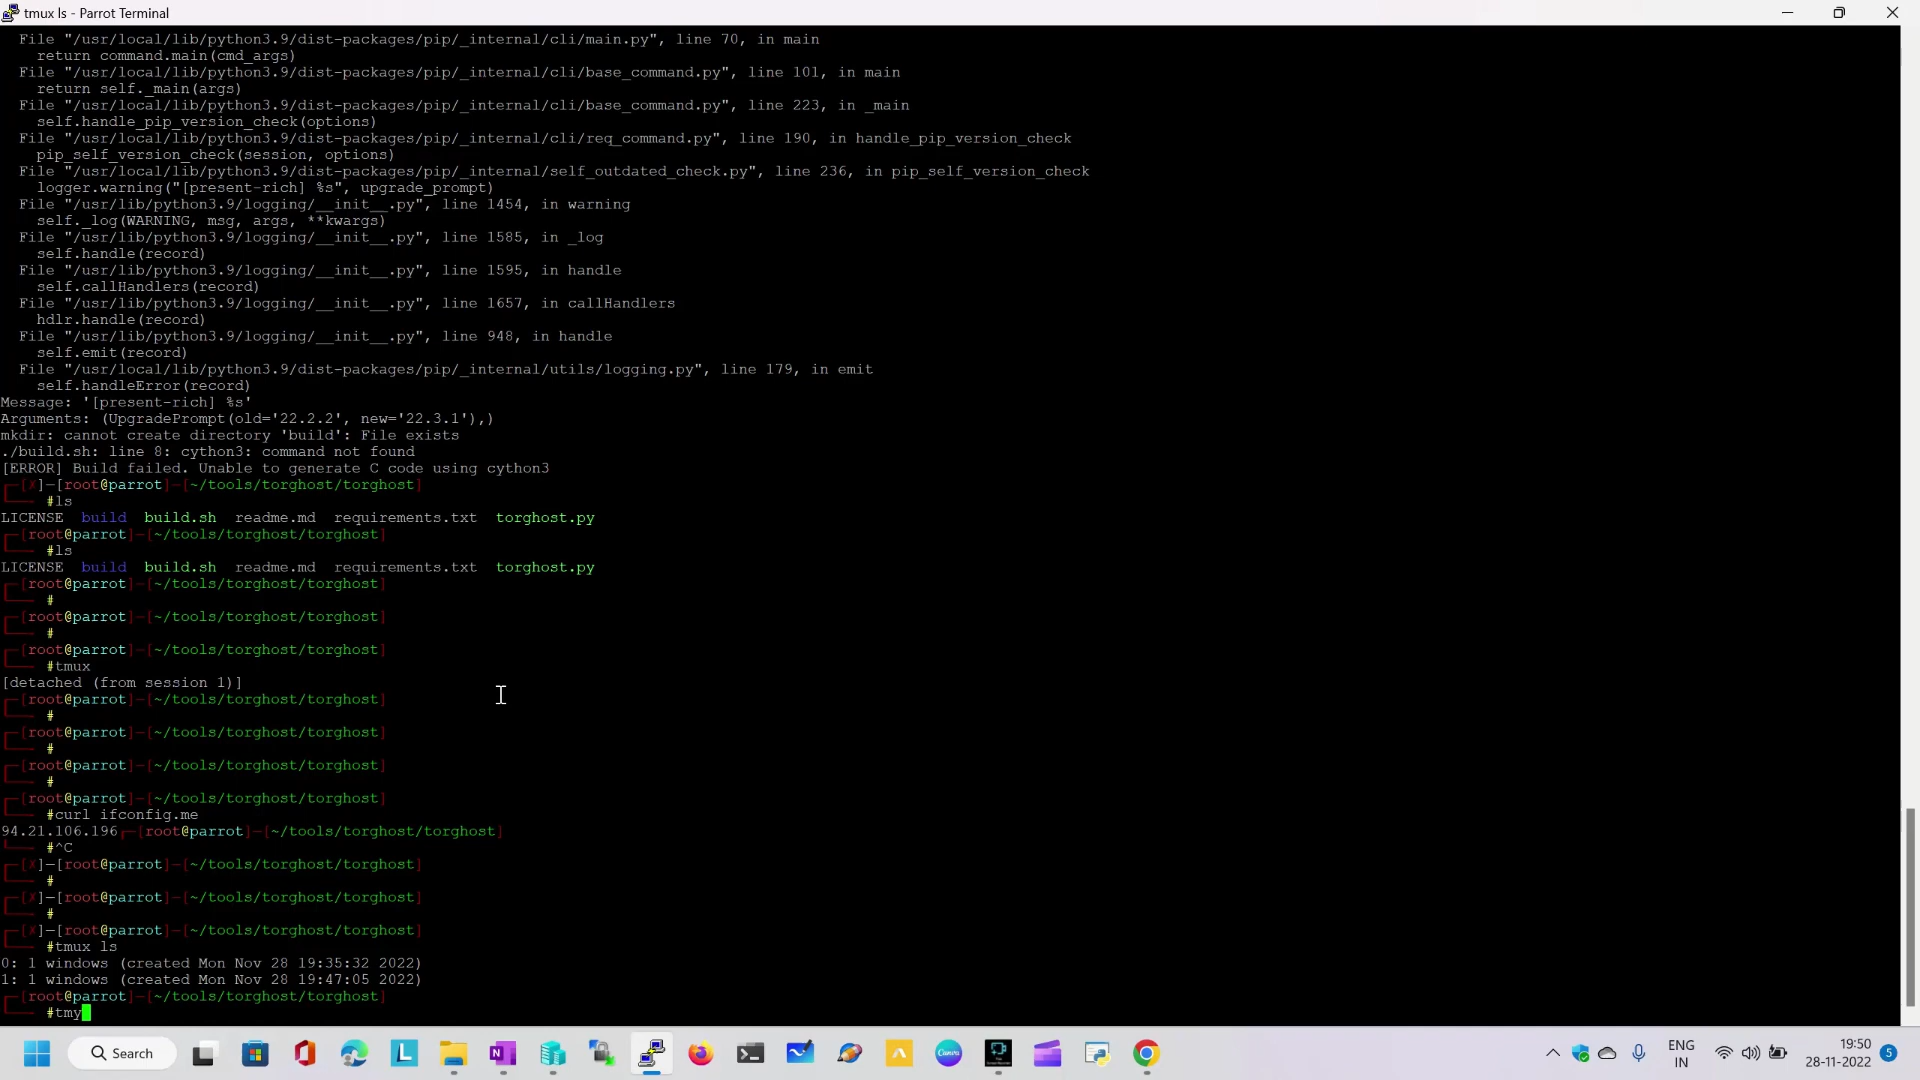 tmux ls - Parrot Terminal
File "/usr/local/lib/python3.9/dist-packages/pip/_internal/cli/main.py", line 70, in main
return command.main(cmd_args)
File "/usr/local/lib/python3.9/dist-packages/pip/_internal/cli/base_command.py", line 101, in main
return self._main(args)
File "/usr/local/lib/python3.9/dist-packages/pip/_internal/cli/base_command.py", line 223, in _main
self.handle_pip_version_check(options)
File "/usr/local/lib/python3.9/dist-packages/pip/_internal/cli/req_command.py", line 190, in handle_pip_version_check
pip_self_version_check(session, options)
File "/usr/local/lib/python3.9/dist-packages/pip/_internal/self_outdated_check.py", line 236, in pip_self_version_check
logger.warning("[present-rich] %s", upgrade_prompt)
File "/usr/lib/python3.9/logging/__init__.py", line 1454, in warning
self._log(WARNING, msg, args, **kwargs)
File "/usr/lib/python3.9/logging/__init__.py", line 1585, in _log
self.handle(record)
File "/usr/lib/python3.9/logging/__init__.py", line 1595, in handle
self.callHandlers(record)
File "/usr/lib/python3.9/logging/__init__.py", line 1657, in callHandlers
hdlr.handle(record)
File "/usr/lib/python3.9/logging/__init__.py", line 948, in handle
self.emit(record)
File "/usr/local/lib/python3.9/dist-packages/pip/_internal/utils/logging.py", line 179, in emit
self.handleError(record)
Message: '[present-rich] %s'
Arguments: (UpgradePrompt(old='22.2.2', new='22.3.1'),)
mkdir: cannot create directory 'build': File exists
./build.sh: line 8: cython3: command not found
[ERROR] Build failed. Unable to generate C code using cython3
┌─[✗]─[root@parrot]─[~/tools/torghost/torghost]
└──╼ #ls
LICENSE build build.sh readme.md requirements.txt torghost.py
┌─[root@parrot]─[~/tools/torghost/torghost]
└──╼ #ls
LICENSE build build.sh readme.md requirements.txt torghost.py
┌─[root@parrot]─[~/tools/torghost/torghost]
└──╼ #
┌─[root@parrot]─[~/tools/torghost/torghost]
└──╼ #
┌─[root@parrot]─[~/tools/torghost/torghost]
└──╼ #tmux
[detached (from session 1)]
┌─[root@parrot]─[~/tools/torghost/torghost]
└──╼ #
┌─[root@parrot]─[~/tools/torghost/torghost]
└──╼ #
┌─[root@parrot]─[~/tools/torghost/torghost]
└──╼ #
┌─[root@parrot]─[~/tools/torghost/torghost]
└──╼ #curl ifconfig.me
94.21.106.196┌─[root@parrot]─[~/tools/torghost/torghost]
└──╼ #^C
┌─[✗]─[root@parrot]─[~/tools/torghost/torghost]
└──╼ #
┌─[✗]─[root@parrot]─[~/tools/torghost/torghost]
└──╼ #
┌─[✗]─[root@parrot]─[~/tools/torghost/torghost]
└──╼ #tmux ls
0: 1 windows (created Mon Nov 28 19:35:32 2022)
1: 1 windows (created Mon Nov 28 19:47:05 2022)
┌─[root@parrot]─[~/tools/torghost/torghost]
└──╼ #tmy
Search
ENG
IN
19:50
28-11-2022
5